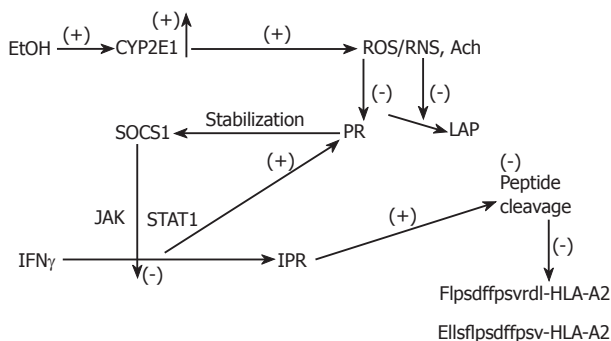 EtOH (+) CYP2E1 (+) ROS/RNS, Ach
(-) (-)
SOCS1 Stabilization PR LAP
(+)
(-)
Peptide
cleavage
JAK STAT1 (+)
(-)
IFNγ (-) IPR
Flpsdffpsvrdl-HLA-A2
Ellsflpsdffpsv-HLA-A2